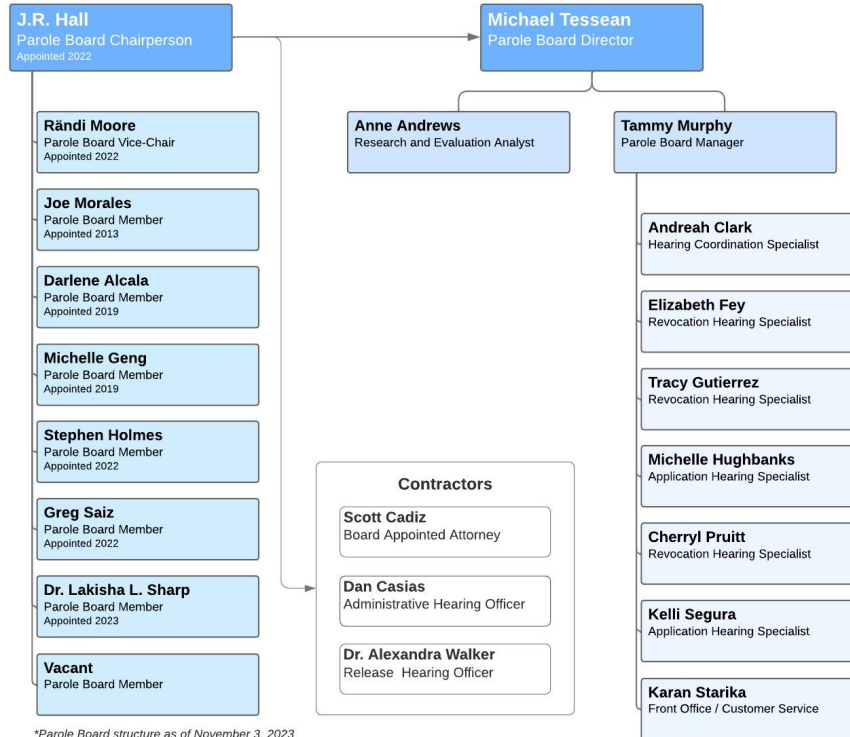 J.R. Hall
Parole Board Chairperson
Appointed 2022
Michael Tessean
Parole Board Director
Rändi Moore
Parole Board Vice-Chair
Appointed 2022
Joe Morales
Parole Board Member
Appointed 2013
Darlene Alcala
Parole Board Member
Appointed 2019
Michelle Geng
Parole Board Member
Appointed 2019
Stephen Holmes
Parole Board Member
Appointed 2022
Greg Saiz
Parole Board Member
Appointed 2022
Dr. Lakisha L. Sharp
Parole Board Member
Appointed 2023
Vacant
Parole Board Member
*Parole Board structure as of November 3, 2023
Contractors
Scott Cadiz
Board Appointed Attorney
Dan Casias
Administrative Hearing Officer
Dr. Alexandra Walker
Release Hearing Officer
Anne Andrews
Research and Evaluation Analyst
Tammy Murphy
Parole Board Manager
Andreah Clark
Hearing Coordination Specialist
Elizabeth Fey
Revocation Hearing Specialist
Tracy Gutierrez
Revocation Hearing Specialist
Michelle Hughbanks
Application Hearing Specialist
Cherryl Pruitt
Revocation Hearing Specialist
Kelli Segura
Application Hearing Specialist
Karan Starika
Front Office / Customer Service